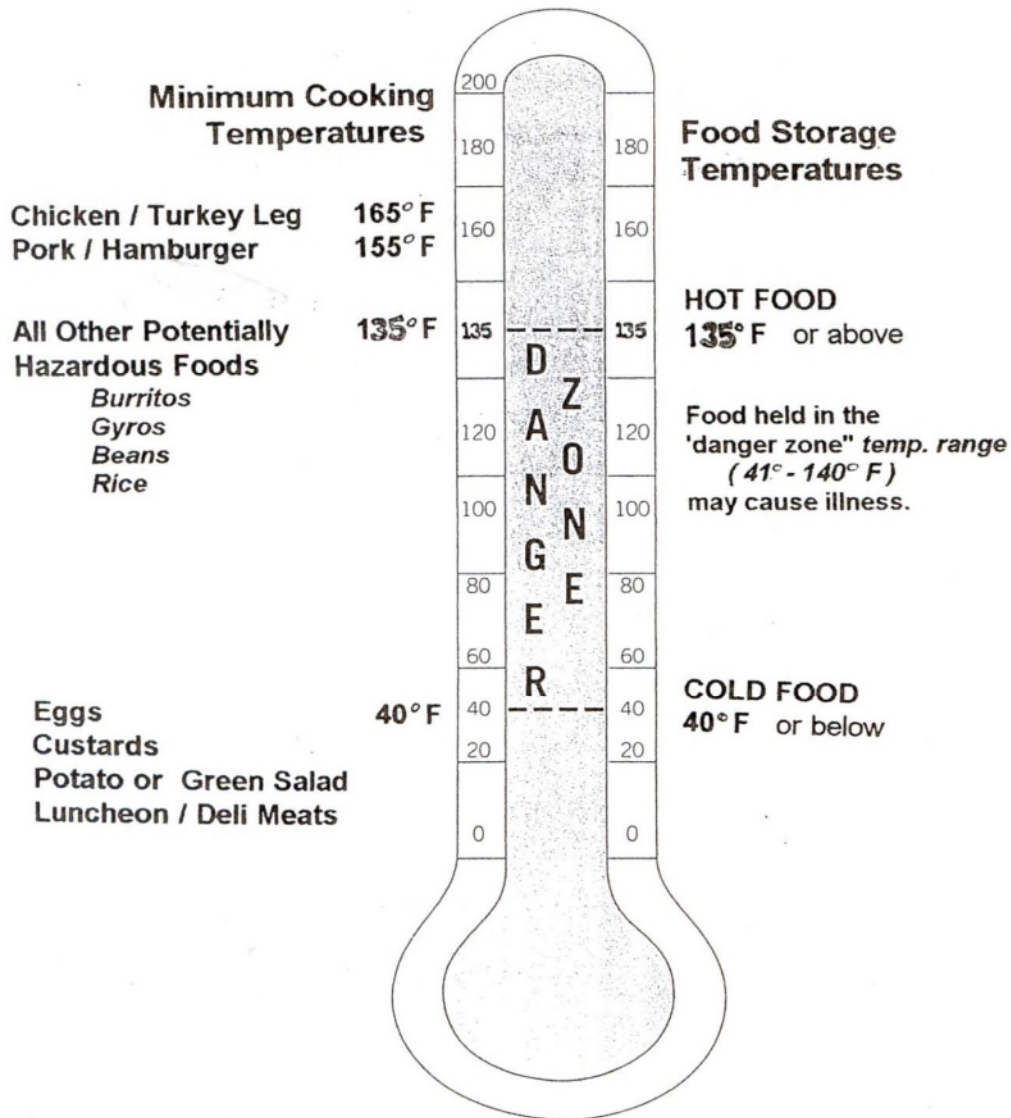 Minimum Cooking
Temperatures
Chicken / Turkey Leg 165° F
Pork / Hamburger 155° F
All Other Potentially 135° F
Hazardous Foods
Burritos
Gyros
Beans
Rice
Eggs 40° F
Custards
Potato or Green Salad
Luncheon / Deli Meats
200
180
160
135
120
100
80
60
40
20
0
DANGER
ZONE
180
160
135
120
100
80
60
40
20
0
Food Storage
Temperatures
HOT FOOD
135° F or above
Food held in the
'danger zone" temp. range
( 41° - 140° F )
may cause illness.
COLD FOOD
40° F or below